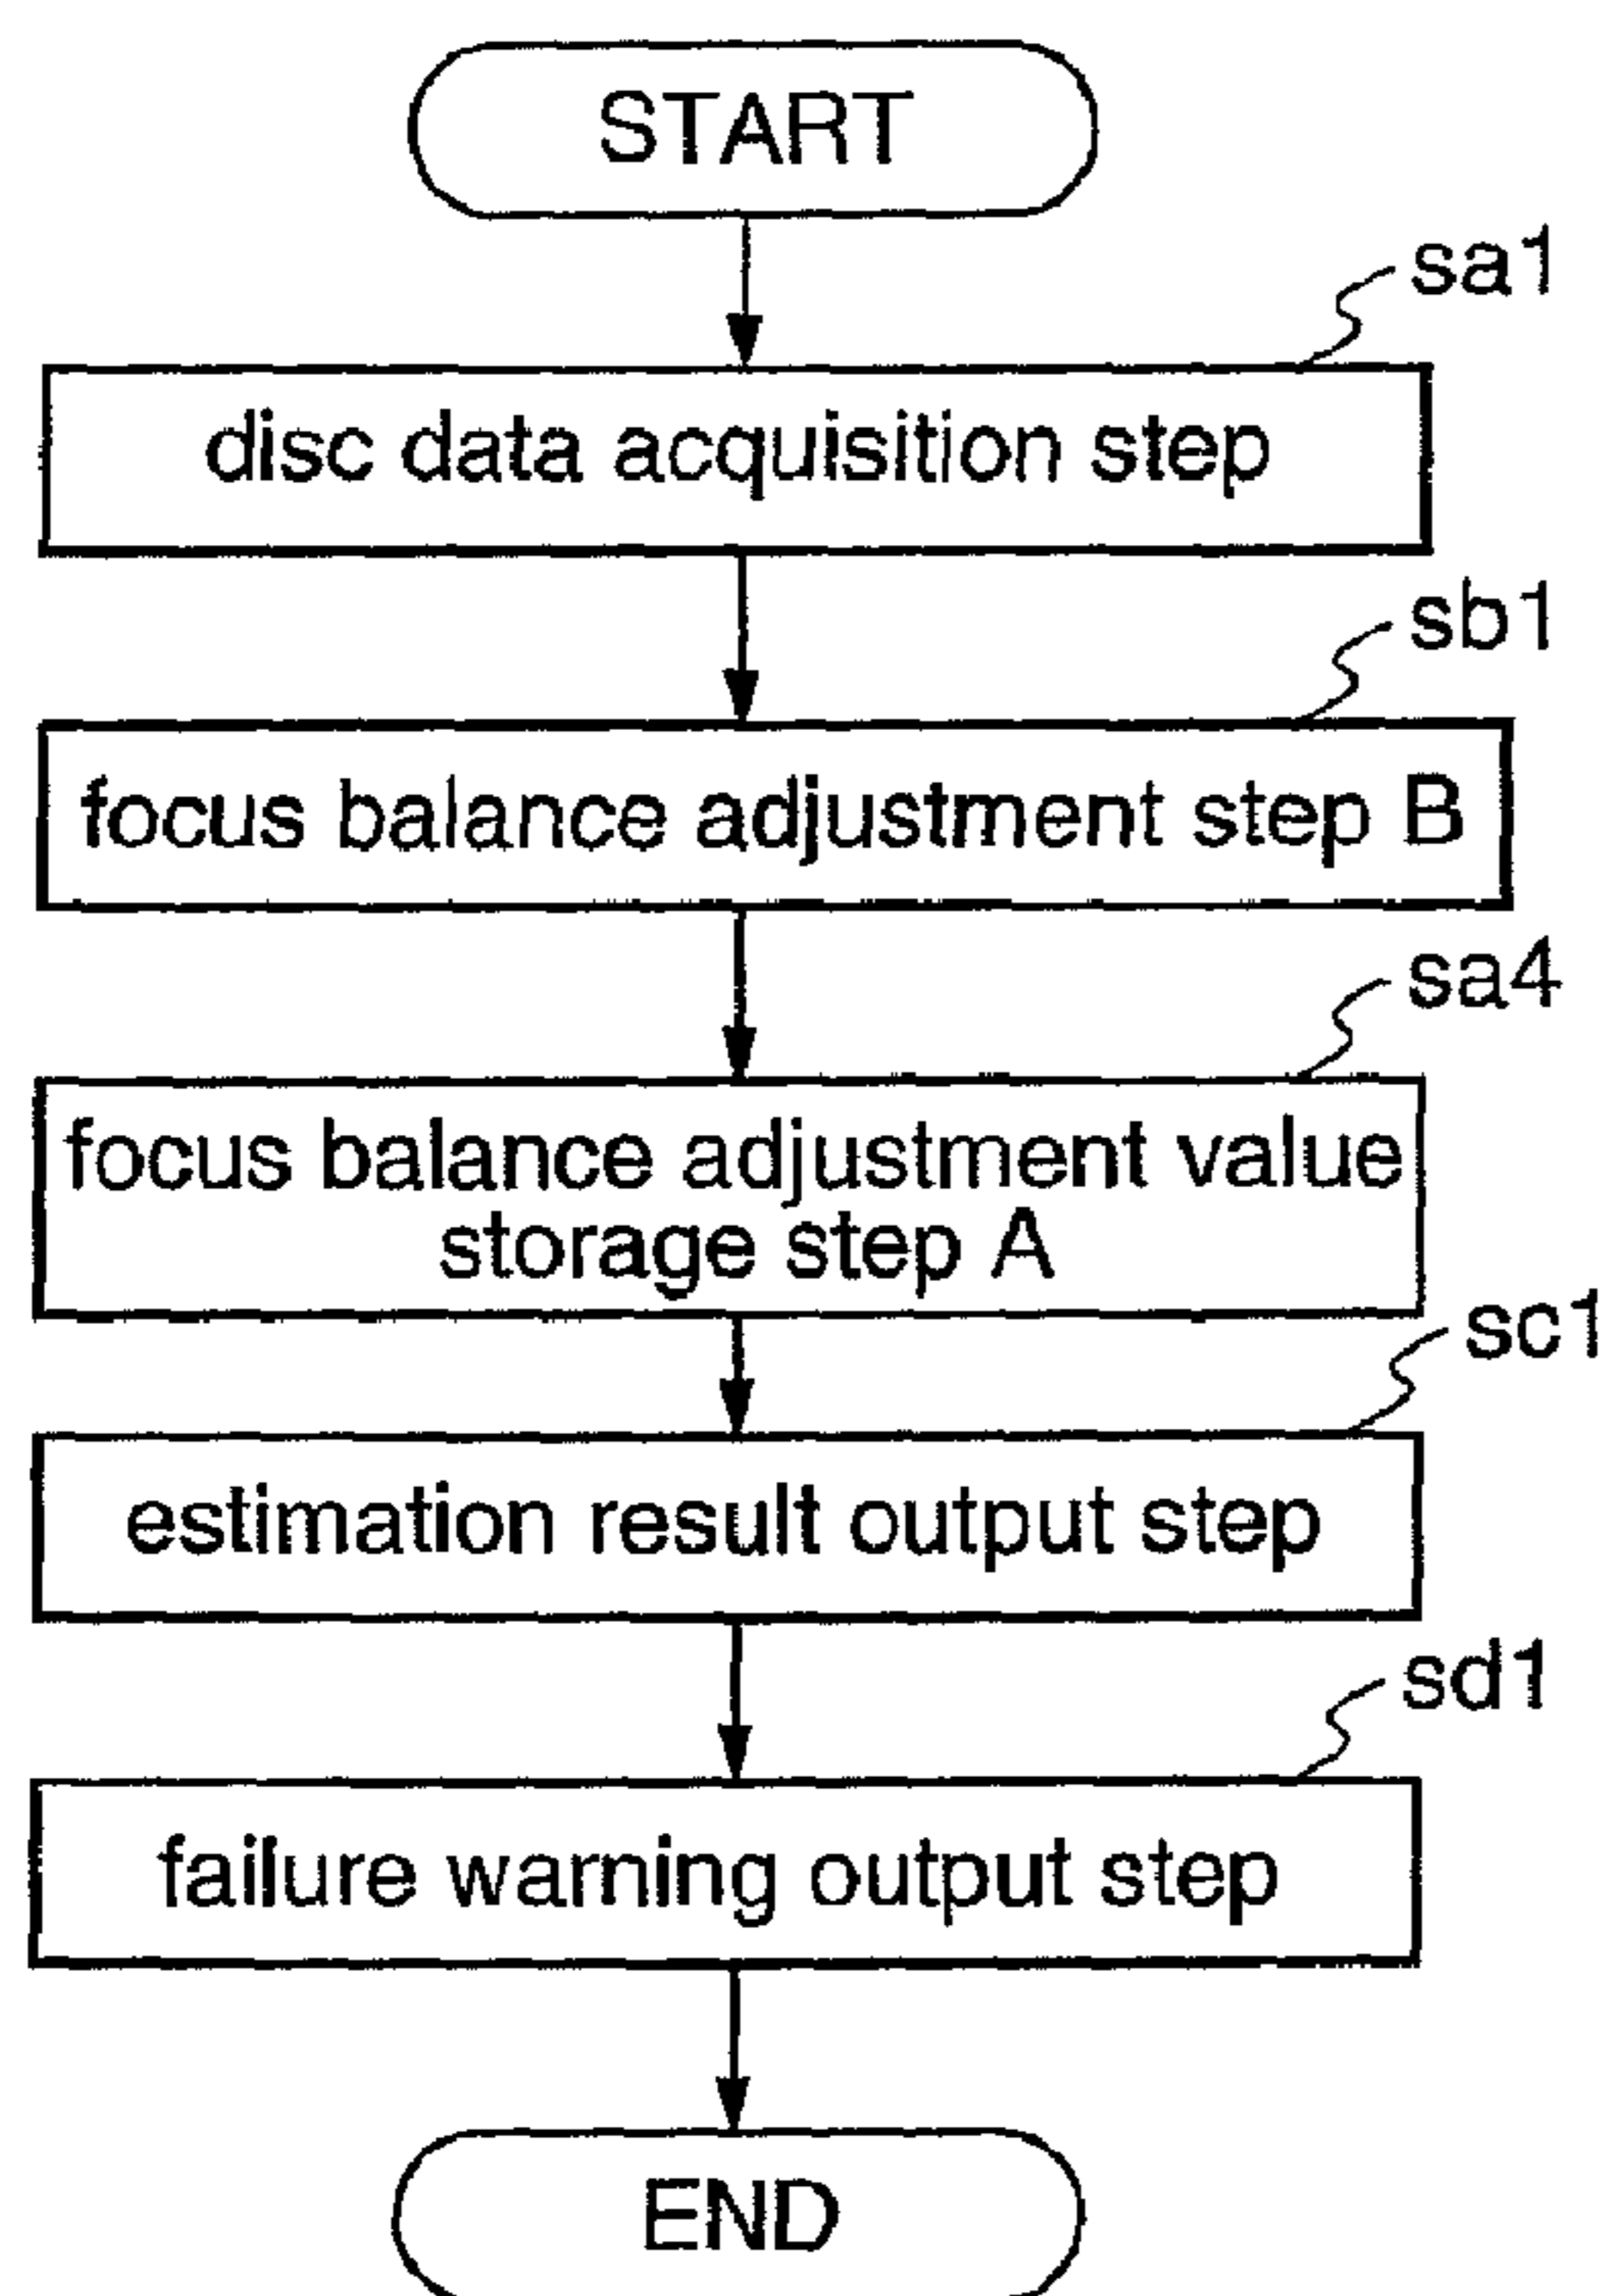 START
sa1
disc data acquisition step
sb1
focus balance adjustment step B
sa4
focus balance adjustment value
storage step A
sc1
estimation result output step
sd1
failure warning output step
END